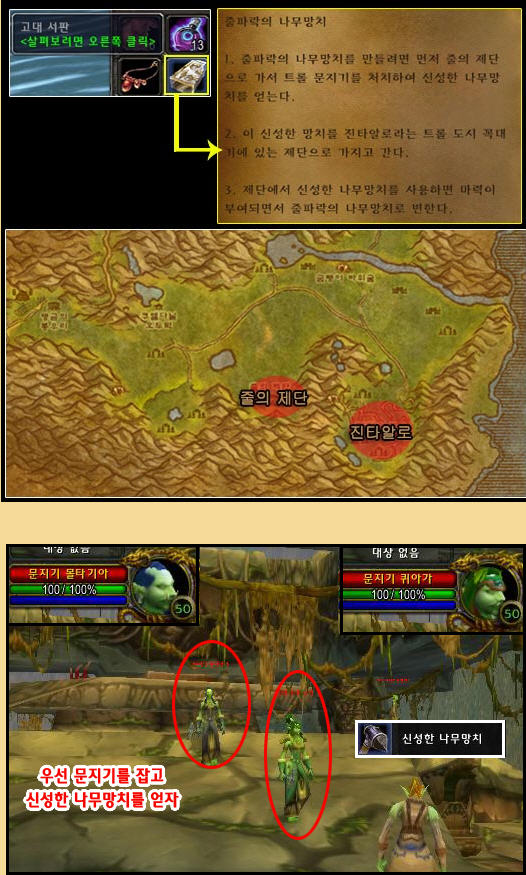 고대 서판
<살펴보려면 오른쪽 클릭>
13
줄파락의 나무망치
1. 줄파락의 나무망치를 만들려면 먼저 줄의 제단
으로 가서 트롤 문지기를 처치하여 신성한 나무망
치를 얻는다.
2. 이 신성한 망치를 진타알로라는 트롤 도시 꼭대
기에 있는 제단으로 가지고 간다.
3. 제단에서 신성한 나무망치를 사용하면 마력이
부여되면서 줄파락의 나무망치로 변한다.
줄의 제단
진타알로
대상 없음
문지기 몰타기아
100/ 100%
50
대상 없음
문지기 퀴아가
100/ 100%
50
신성한 나무망치
우선 문지기를 잡고
신성한 나무망치를 얻자